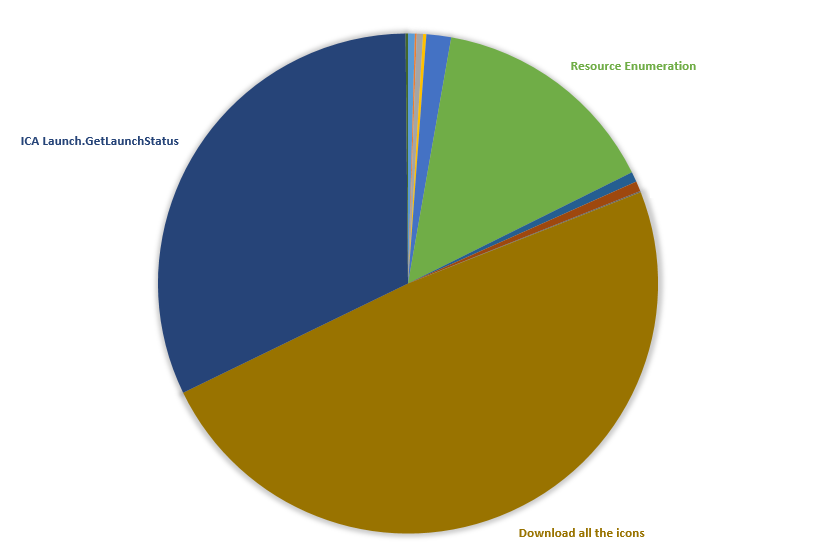 Resource Enumeration
ICA Launch.GetLaunchStatus
Download all the icons